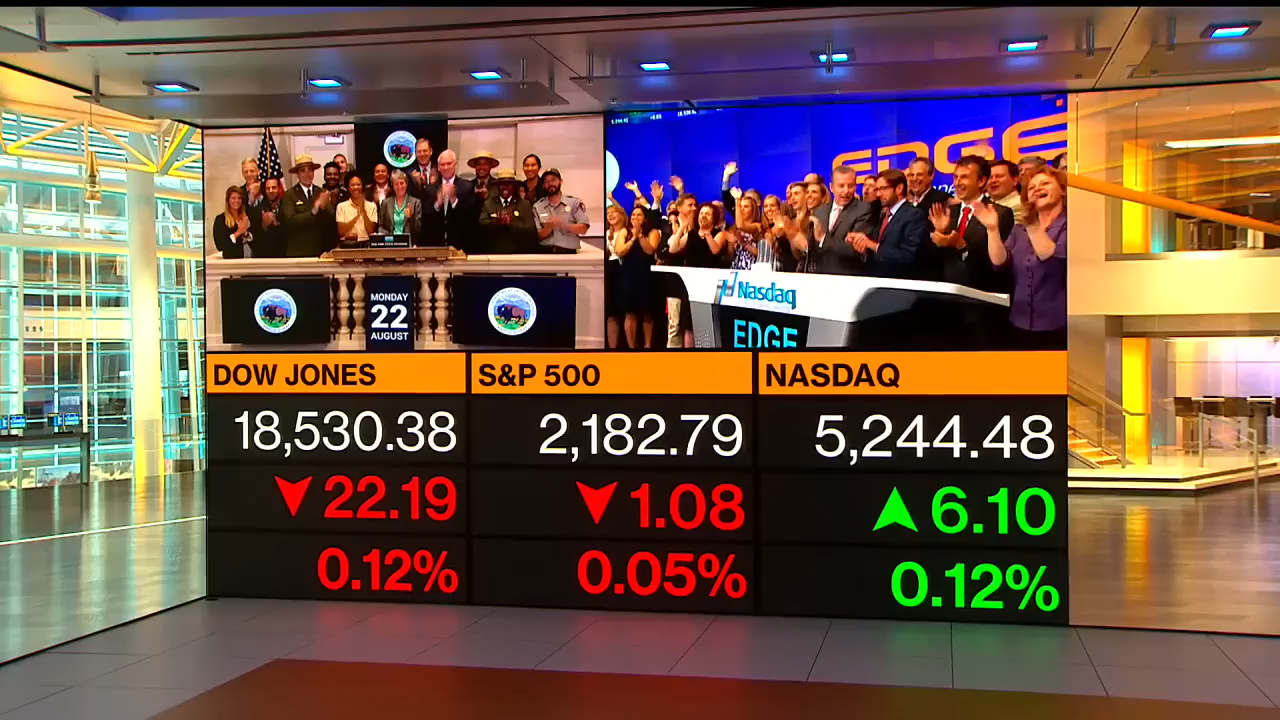 EDGE
MONDAY
22
AUGUST
Nasdaq
EDGE
DOW JONES
S&P 500
NASDAQ
18,530.38
2,182.79
5,244.48
▼22.19
▼1.08
▲6.10
0.12%
0.05%
0.12%